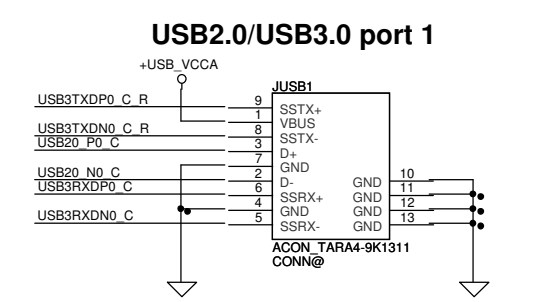 USB2.0/USB3.0 port 1
+USB_VCCA
JUSB1
USB3TXDP0_C_R 9 SSTX+
1 VBUS
USB3TXDN0_C_R 8 SSTX-
USB20_P0_C 3 D+
7 GND
USB20_N0_C 2 D- GND 10
USB3RXDP0_C 6 SSRX+ GND 11
4 GND GND 12
USB3RXDN0_C 5 SSRX- GND 13
ACON_TARA4-9K1311
CONN@